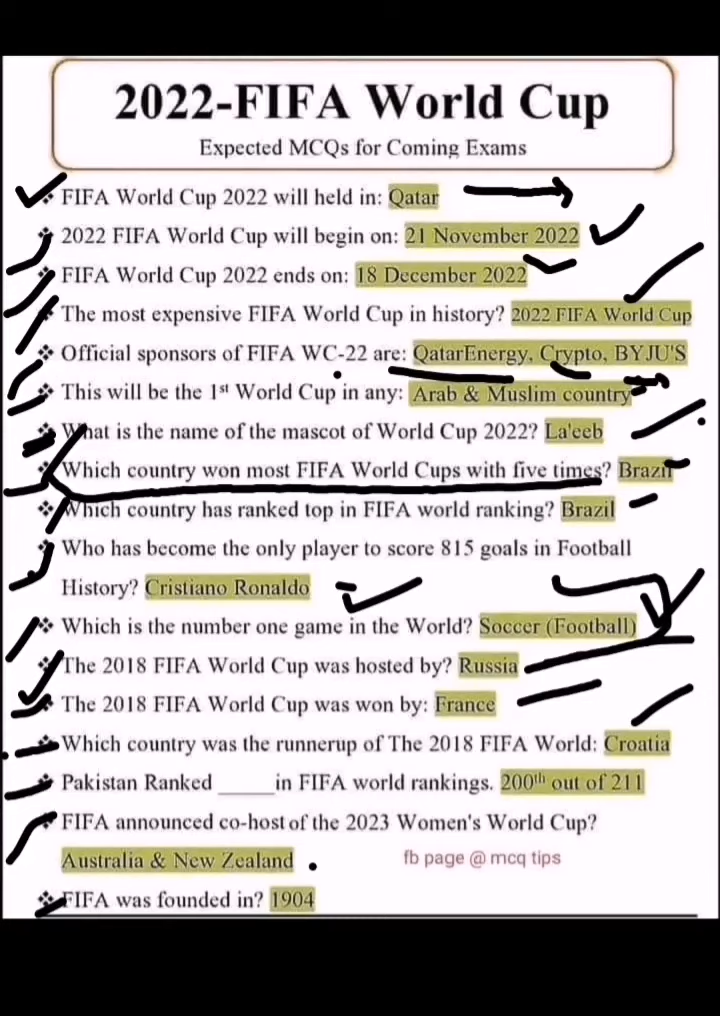 2022-FIFA World Cup
Expected MCQs for Coming Exams
FIFA World Cup 2022 will held in: Qatar
2022 FIFA World Cup will begin on: 21 November 2022
FIFA World Cup 2022 ends on: 18 December 2022
The most expensive FIFA World Cup in history? 2022 FIFA World Cup
Official sponsors of FIFA WC-22 are: QatarEnergy, Crypto, BYJU'S
This will be the 1st World Cup in any: Arab & Muslim country
What is the name of the mascot of World Cup 2022? La'eeb
Which country won most FIFA World Cups with five times? Brazil
Which country has ranked top in FIFA world ranking? Brazil
Who has become the only player to score 815 goals in Football
History? Cristiano Ronaldo
Which is the number one game in the World? Soccer (Football)
The 2018 FIFA World Cup was hosted by? Russia
The 2018 FIFA World Cup was won by: France
Which country was the runnerup of The 2018 FIFA World: Croatia
Pakistan Ranked _____in FIFA world rankings. 200th out of 211
FIFA announced co-host of the 2023 Women's World Cup?
Australia & New Zealand
fb page @ mcq tips
FIFA was founded in? 1904